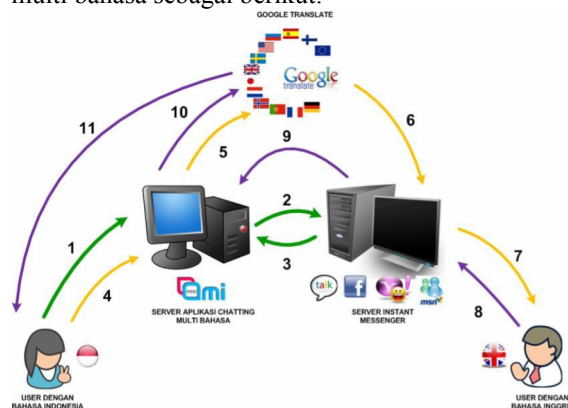 multi bahasa sebagai berikut:
GOOGLE TRANSLATE
Google
translate
11
10
9
6
5
2
1
3
7
4
8
talk
f
Y!
msn
ami
SERVER APLIKASI CHATTING
MULTI BAHASA
SERVER INSTANT
MESSENGER
USER DENGAN
BAHASA INDONESIA
USER DENGAN
BAHASA INGGRI